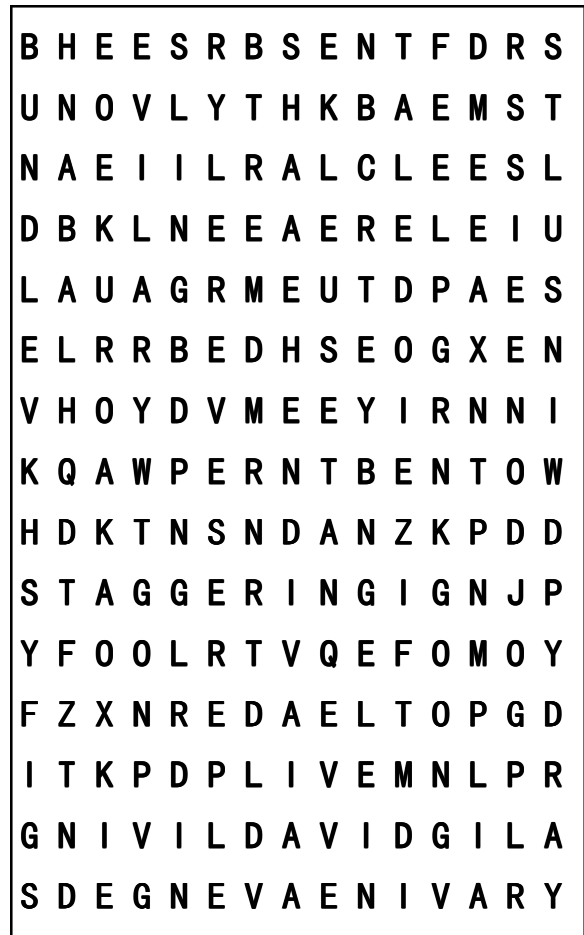 B H E E S R B S E N T F D R S
U N O V L Y T H K B A E M S T
N A E I I L R A L C L E E S L
D B K L N E E A E R E L E I U
L A U A G R M E U T D P A E S
E L R R B E D H S E O G X E N
V H O Y D V M E E Y I R N N I
K Q A W P E R N T B E N T O W
H D K T N S N D A N Z K P D D
S T A G G E R I N G I G N J P
Y F O O L R T V Q E F O M O Y
F Z X N R E D A E L T O P G D
I T K P D P L I V E M N L P R
G N I V I L D A V I D G I L A
S D E G N E V A E N I V A R Y